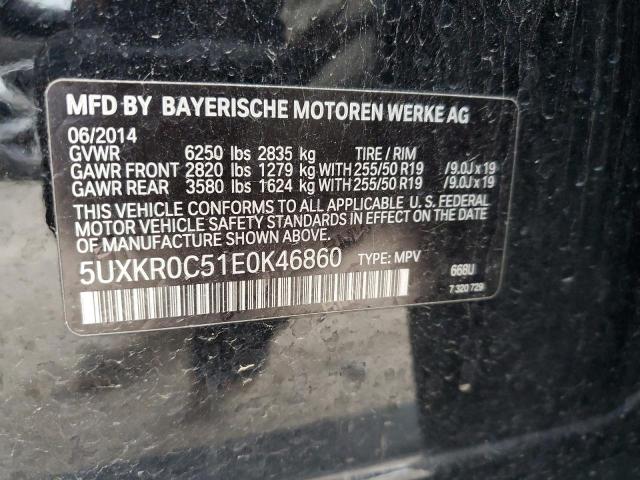 MFD BY BAYERISCHE MOTOREN WERKE AG
06/2014
GVWR 6250 lbs 2835 kg TIRE / RIM
GAWR FRONT 2820 lbs 1279 kg WITH 255/50 R19 /9.0J x 19
GAWR REAR 3580 lbs 1624 kg WITH 255/50 R19 /9.0J x 19
THIS VEHICLE CONFORMS TO ALL APPLICABLE U. S. FEDERAL
MOTOR VEHICLE SAFETY STANDARDS IN EFFECT ON THE DATE OF
MANUFACTURE SHOWN ABOVE.
5UXKR0C51E0K46860 TYPE: MPV 668U
7 320 729